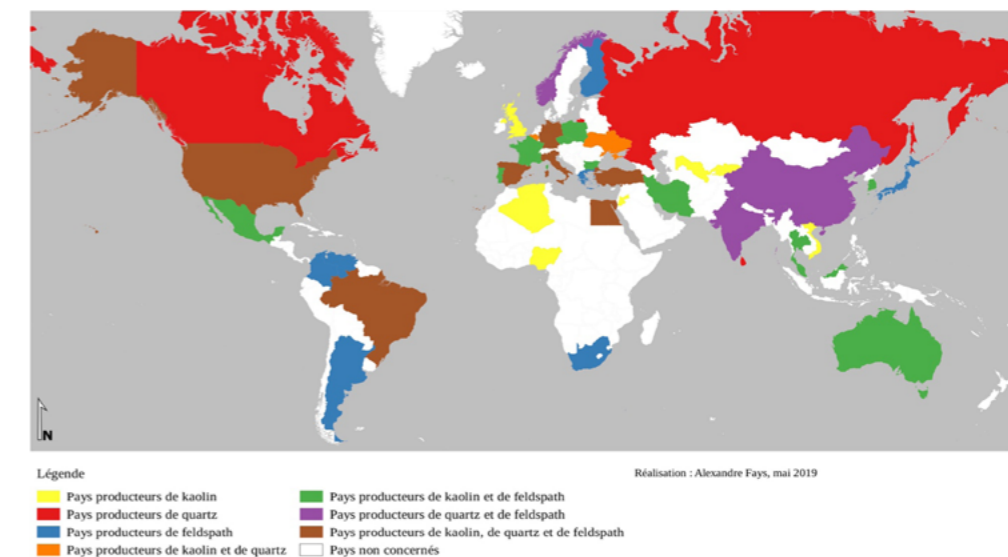 N
Légende
Réalisation : Alexandre Fays, mai 2019
Pays producteurs de kaolin
Pays producteurs de quartz
Pays producteurs de feldspath
Pays producteurs de kaolin et de quartz
Pays producteurs de kaolin et de feldspath
Pays producteurs de quartz et de feldspath
Pays producteurs de kaolin, de quartz et de feldspath
Pays non concernés